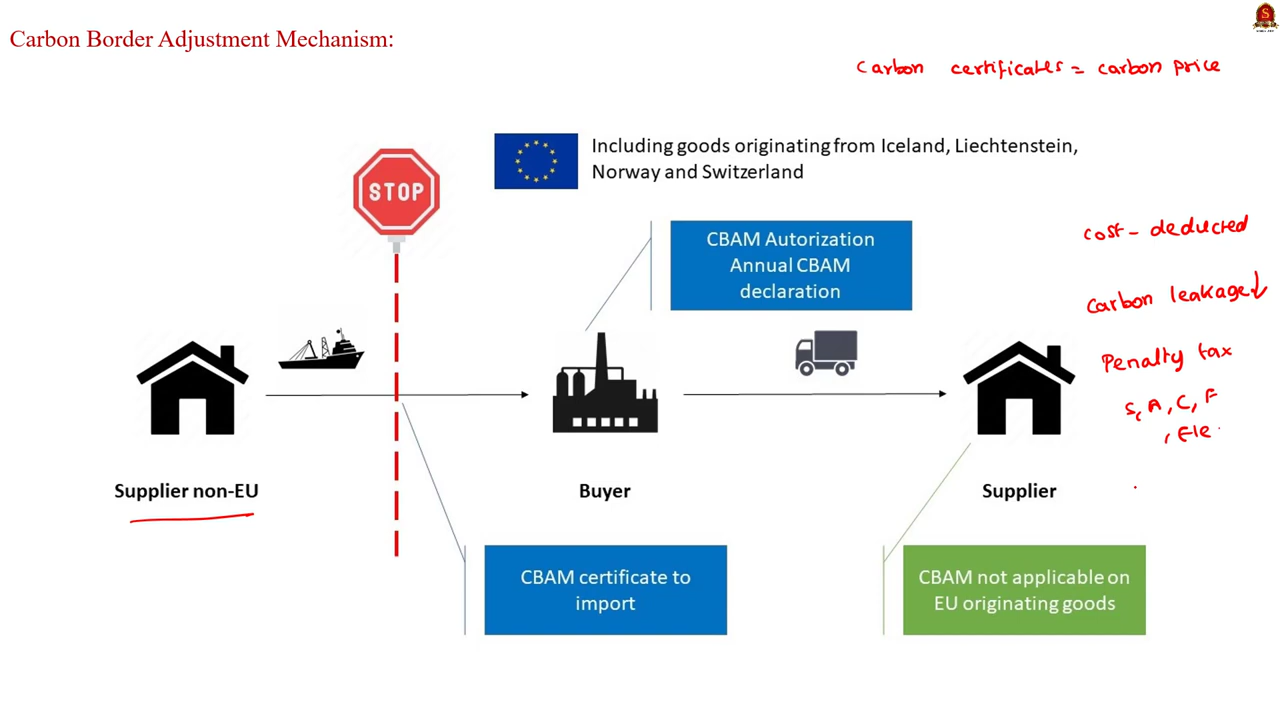 Carbon Border Adjustment Mechanism:
Carbon certificates = carbon price
STOP
Including goods originating from Iceland, Liechtenstein,
Norway and Switzerland
CBAM Autorization
Annual CBAM
declaration
cost - deducted
Carbon leakage↓
Penalty tax
S, A, C, F
, Ele
Supplier non-EU
Buyer
Supplier
CBAM certificate to
import
CBAM not applicable on
EU originating goods